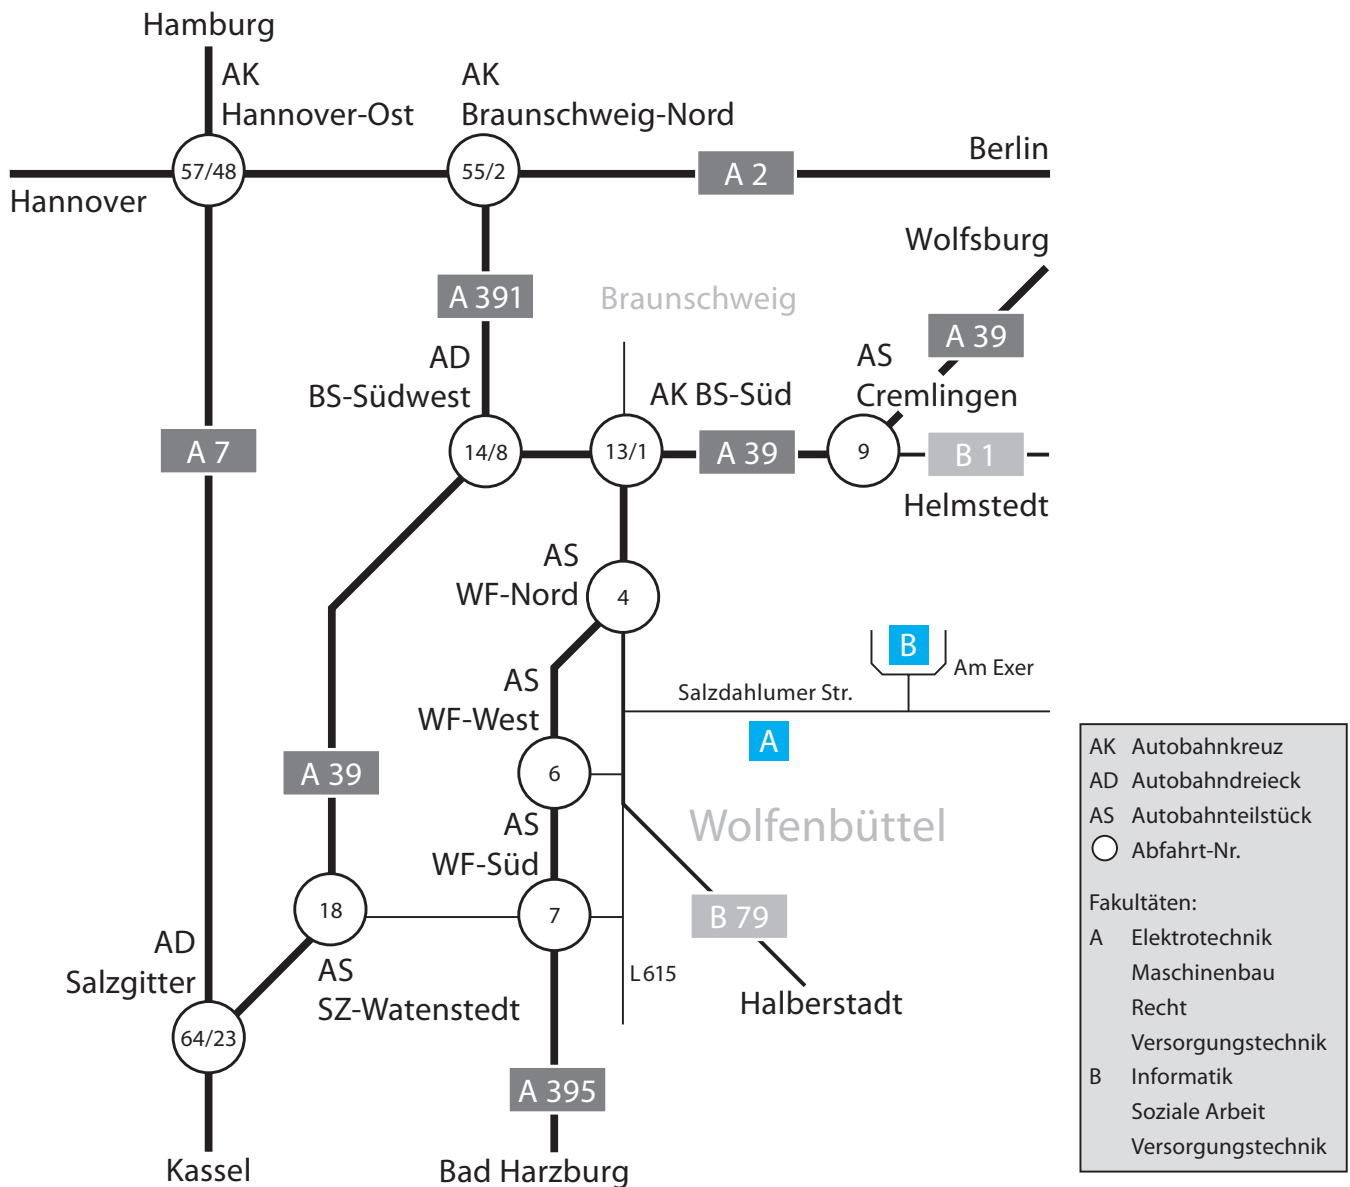 Hamburg
AK
Hannover-Ost
AK
Braunschweig-Nord
57/48
55/2
A 2
Berlin
Hannover
Wolfsburg
A 391
Braunschweig
A 39
AD
BS-Südwest
AK BS-Süd
AS
Cremlingen
A 7
14/8
13/1
A 39
9
B 1
Helmstedt
AS
WF-Nord
4
B
Am Exer
Salzdahlumer Str.
A
AS
WF-West
6
A 39
Wolfenbüttel
AS
WF-Süd
18
7
B 79
AD
Salzgitter
AS
SZ-Watenstedt
L615
Halberstadt
64/23
A 395
Kassel
Bad Harzburg
AK Autobahnkreuz
AD Autobahndreieck
AS Autobahnteilstück
Abfahrt-Nr.
Fakultäten:
A Elektrotechnik
Maschinenbau
Recht
Versorgungstechnik
B Informatik
Soziale Arbeit
Versorgungstechnik